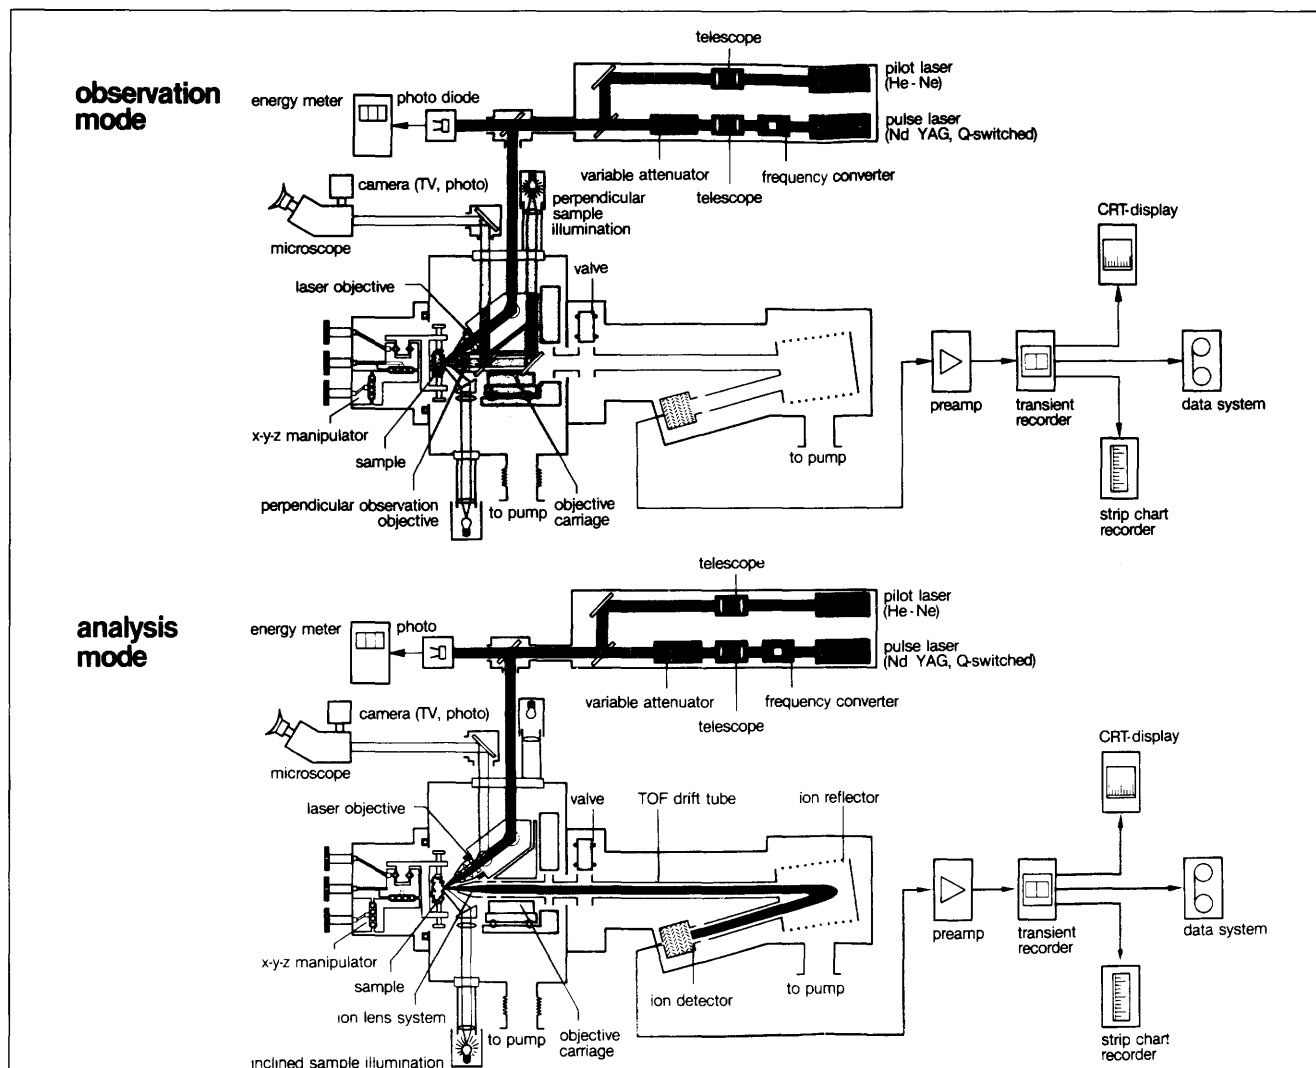 observation
mode
telescope
pilot laser
(He-Ne)
energy meter
photo diode
pulse laser
(Nd YAG, Q-switched)
variable attenuator
frequency converter
telescope
camera (TV, photo)
perpendicular
sample
illumination
microscope
CRT-display
valve
laser objective
preamp
transient
recorder
data system
x-y-z manipulator
sample
to pump
perpendicular observation
objective
to pump
objective
carriage
strip chart
recorder
analysis
mode
telescope
pilot laser
(He-Ne)
energy meter
photo
pulse laser
(Nd YAG, Q-switched)
variable attenuator
frequency converter
telescope
camera (TV, photo)
microscope
CRT-display
laser objective
valve
TOF drift tube
ion reflector
preamp
transient
recorder
data system
x-y-z manipulator
sample
to pump
ion lens system
ion detector
to pump
objective
carriage
inclined sample illumination
strip chart
recorder